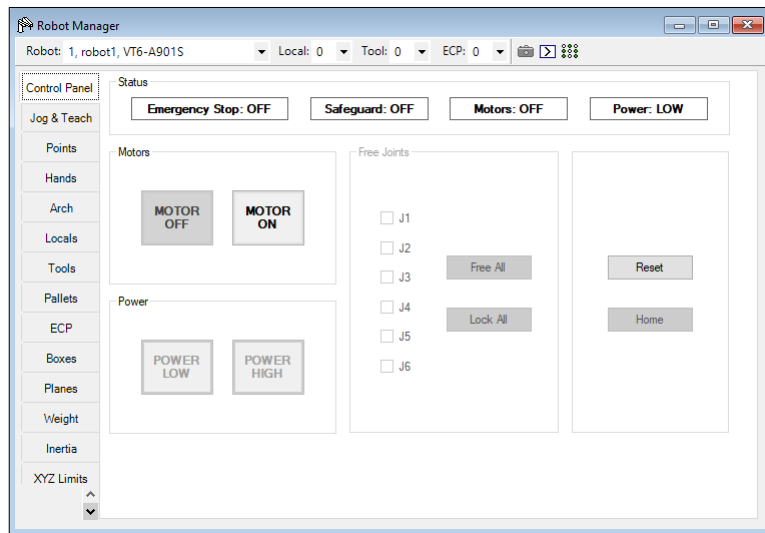 Robot Manager
Robot: 1, robot1, VT6-A901S Local: 0 Tool: 0 ECP: 0
Control Panel
Jog & Teach
Points
Hands
Arch
Locals
Tools
Pallets
ECP
Boxes
Planes
Weight
Inertia
XYZ Limits
Status
Emergency Stop: OFF Safeguard: OFF Motors: OFF Power: LOW
Motors
MOTOR OFF
MOTOR ON
Power
POWER LOW
POWER HIGH
Free Joints
J1
J2
J3
J4
J5
J6
Free All
Lock All
Reset
Home